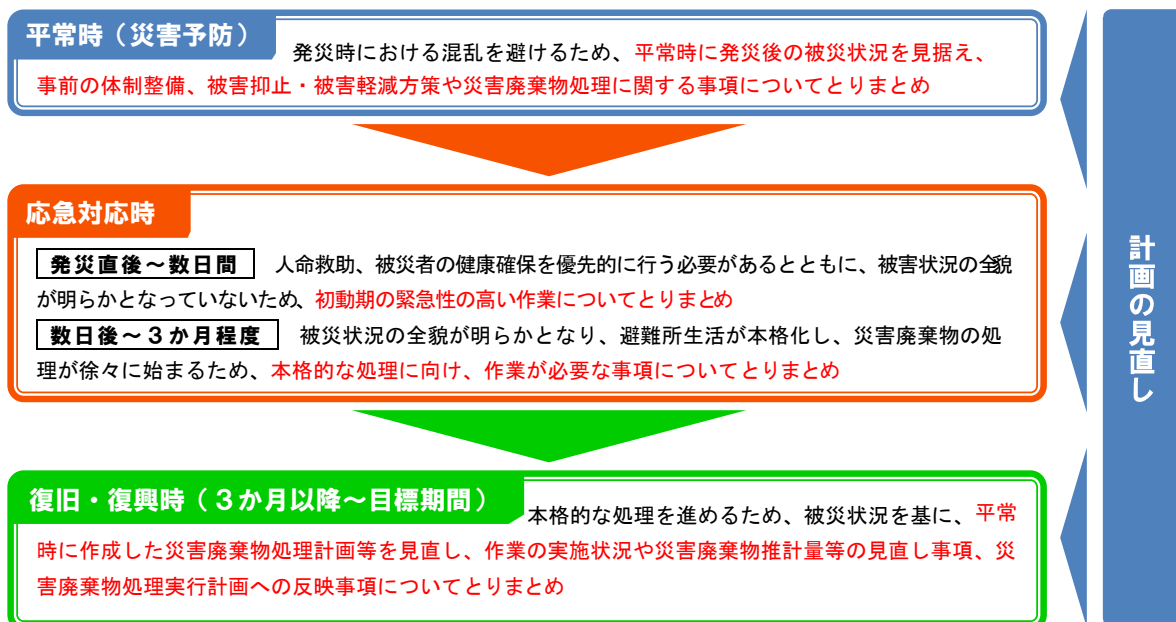 平常時（災害予防）
発災時における混乱を避けるため、平常時に発災後の被災状況を見据え、
事前の体制整備、被害抑止・被害軽減方策や災害廃棄物処理に関する事項についてとりまとめ
応急対応時
発災直後～数日間 人命救助、被災者の健康確保を優先的に行う必要があるとともに、被害状況の全貌
が明らかとなっていないため、初動期の緊急性の高い作業についてとりまとめ
数日後～３か月程度 被災状況の全貌が明らかとなり、避難所生活が本格化し、災害廃棄物の処
理が徐々に始まるため、本格的な処理に向け、作業が必要な事項についてとりまとめ
復旧・復興時（３か月以降～目標期間）
本格的な処理を進めるため、被災状況を基に、平常
時に作成した災害廃棄物処理計画等を見直し、作業の実施状況や災害廃棄物推計量等の見直し事項、災
害廃棄物処理実行計画への反映事項についてとりまとめ
計画の見直し